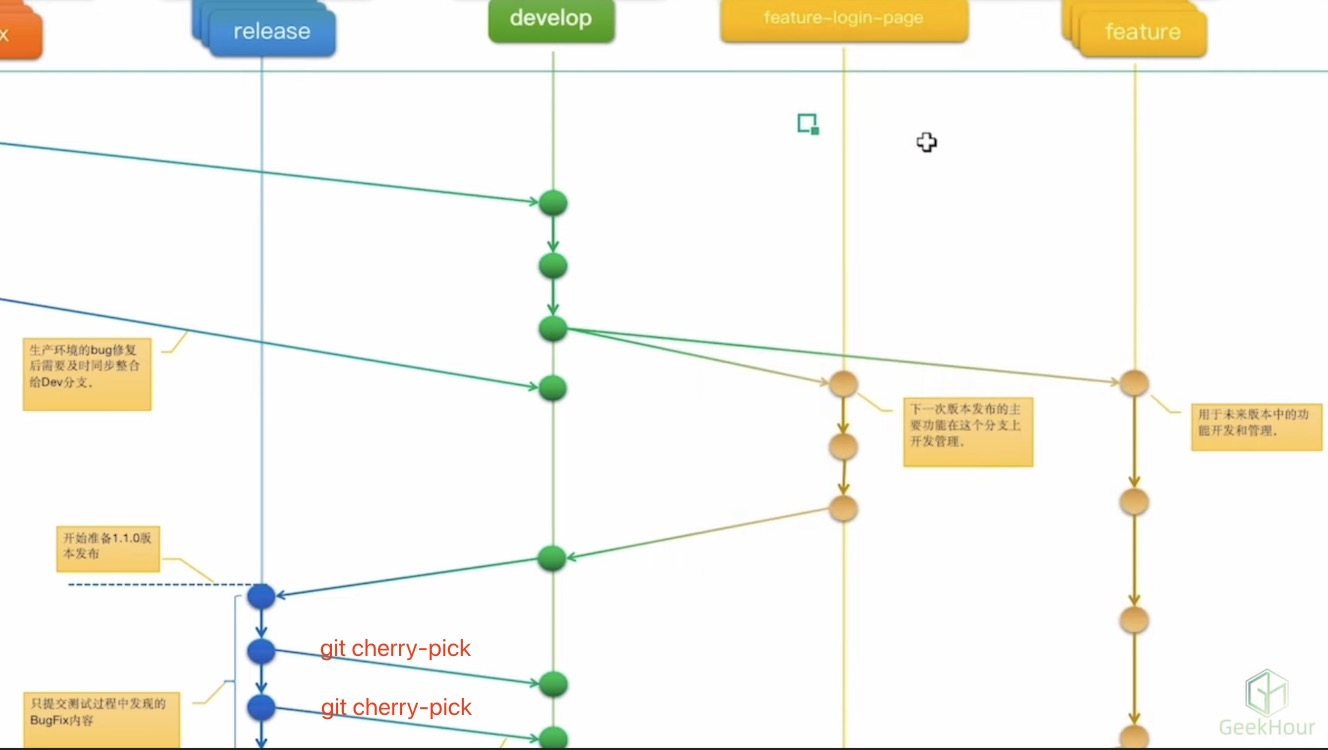 x
release
develop
feature-login-page
feature
生产环境的bug修复
后需要及时同步整合
给Dev分支。
下一次版本发布的主
要功能在这个分支上
开发管理。
用于未来版本中的功
能开发和管理。
开始准备1.1.0版
本发布
git cherry-pick
git cherry-pick
只提交测试过程中发现的
BugFix内容
GeekHour